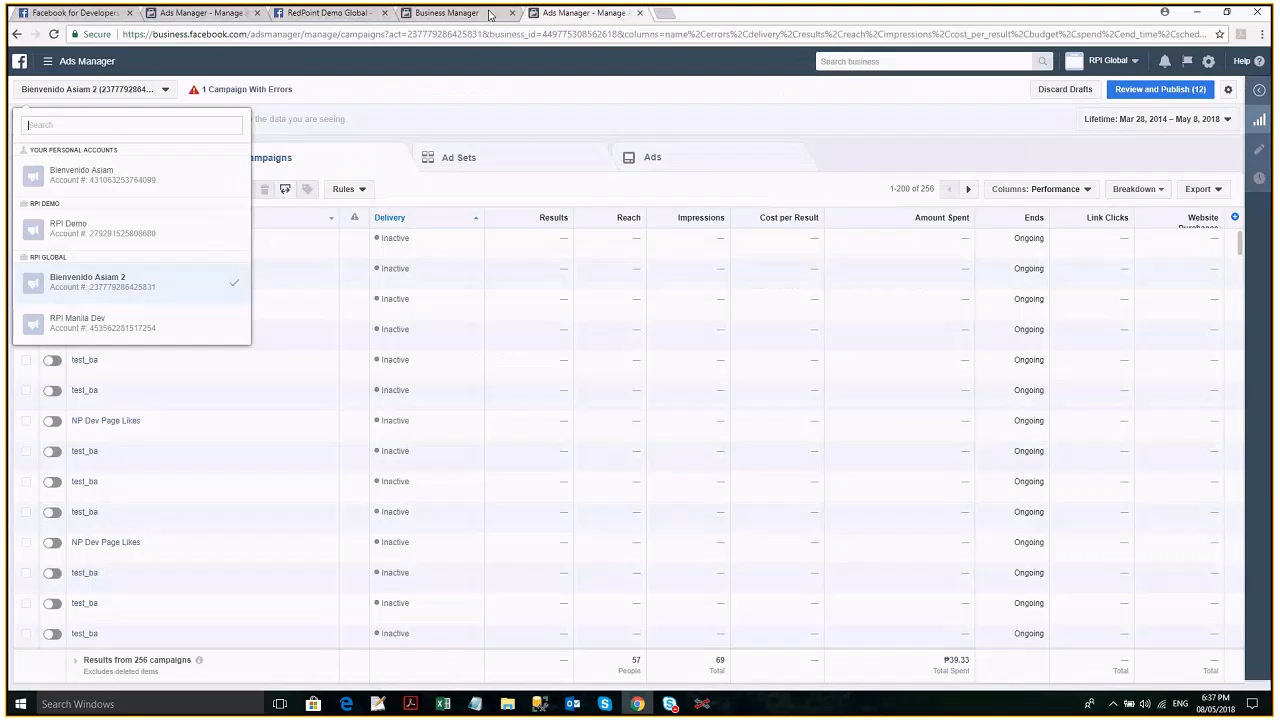 Facebook for Developers
Ads Manager - Manage
RedPoint Demo Global -
Business Manager
Ads Manager - Manage A
Secure
https://business.facebook.com/adsmanager/manage/campaigns?act=237779286425831&business_id=449775308562618&columns=name%2Cerrors%2Cdelivery%2Cresults%2Creach%2Cimpressions%2Ccost_per_result%2Cbudget%2Cspend%2Cend_time%2Csched...
Ads Manager
Search business
RPI Global
Help
Bienvenido Asiam 2 (2377792864...
1 Campaign With Errors
Discard Drafts
Review and Publish (12)
Search
the data you are seeing
Lifetime: Mar 28, 2014 – May 8, 2018
YOUR PERSONAL ACCOUNTS
Bienvenido Asiam
Account #: 431063253764099
RPI DEMO
RPI Demo
Account #: 279291525808680
RPI GLOBAL
Bienvenido Asiam 2
Account #: 237779286425831
RPI Manila Dev
Account #: 453562281517254
mpaigns
Ad Sets
Ads
Rules
1-200 of 256
Columns: Performance
Breakdown
Export
Delivery
Results
Reach
Impressions
Cost per Result
Amount Spent
Ends
Link Clicks
Website Purchases
Inactive — — — — — Ongoing — —
Inactive — — — — — Ongoing — —
Inactive — — — — — Ongoing — —
Inactive — — — — — Ongoing — —
test_ba Inactive — — — — — Ongoing — —
test_ba Inactive — — — — — Ongoing — —
NP Dev Page Likes Inactive — — — — — Ongoing — —
test_ba Inactive — — — — — Ongoing — —
test_ba Inactive — — — — — Ongoing — —
test_ba Inactive — — — — — Ongoing — —
NP Dev Page Likes Inactive — — — — — Ongoing — —
test_ba Inactive — — — — — Ongoing — —
test_ba Inactive — — — — — Ongoing — —
test_ba Inactive — — — — — Ongoing — —
Results from 256 campaigns — 57 69 — ₱39.33 — —
Excludes deleted items People Total Total Spent Total Total
Search Windows
ENG
6:37 PM
08/05/2018